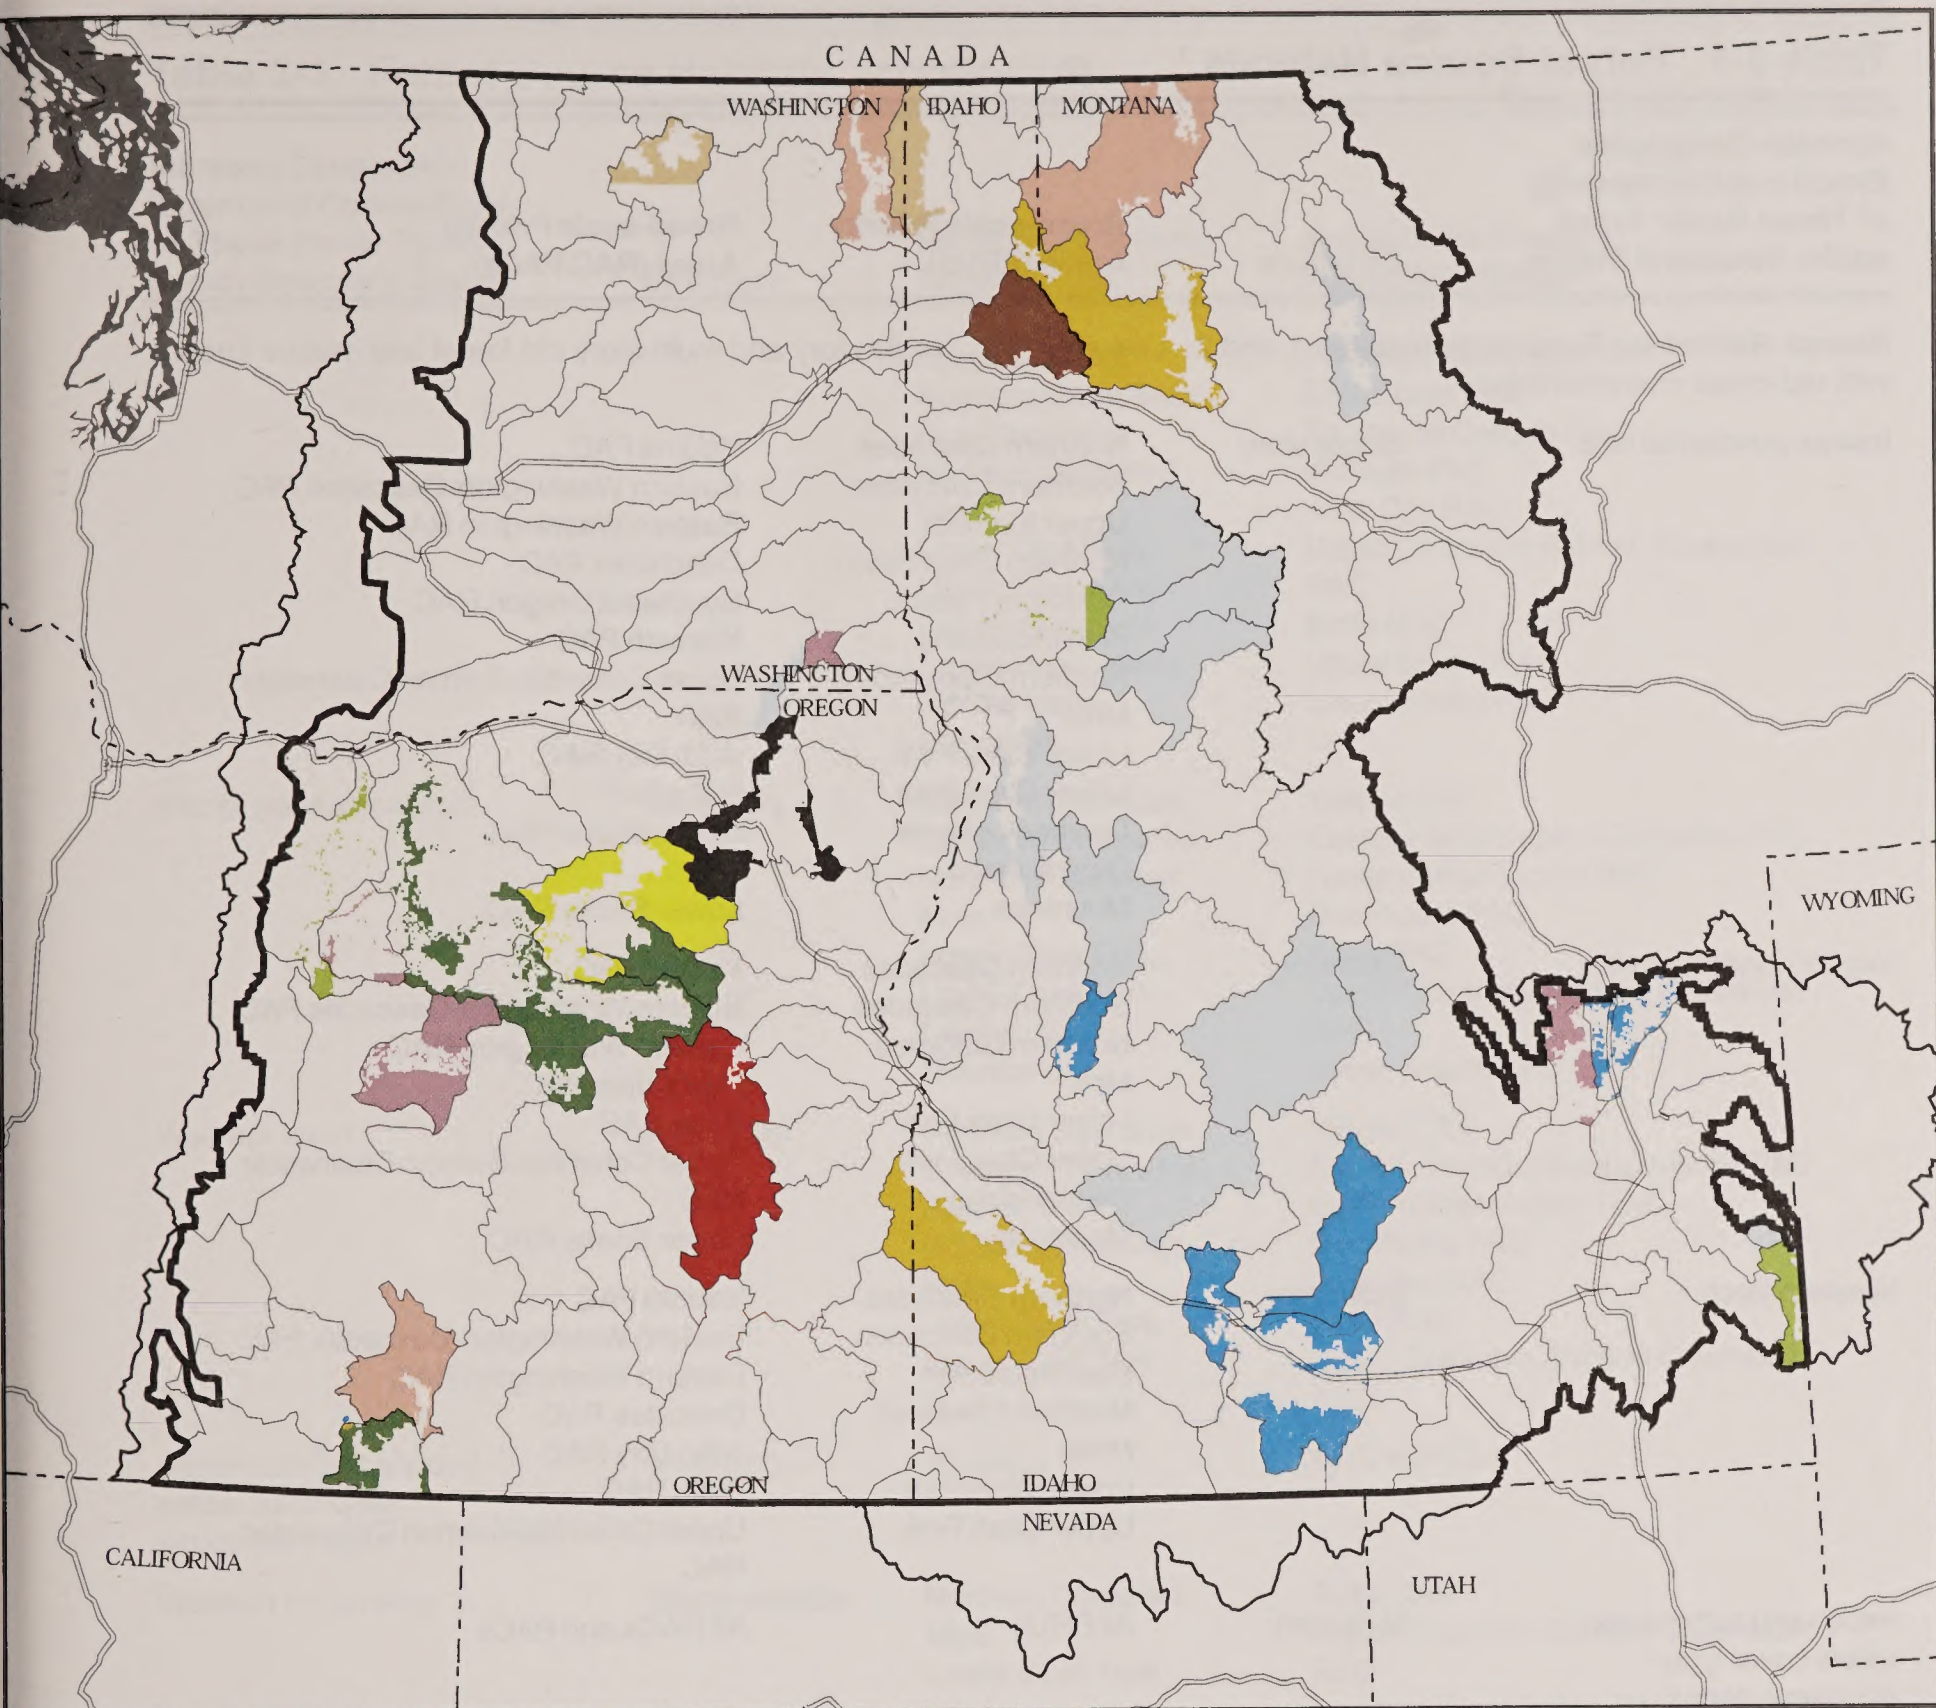 CANADA
WASHINGTON
IDAHO
MONTANA
WASHINGTON
OREGON
WYOMING
OREGON
IDAHO
NEVADA
CALIFORNIA
UTAH